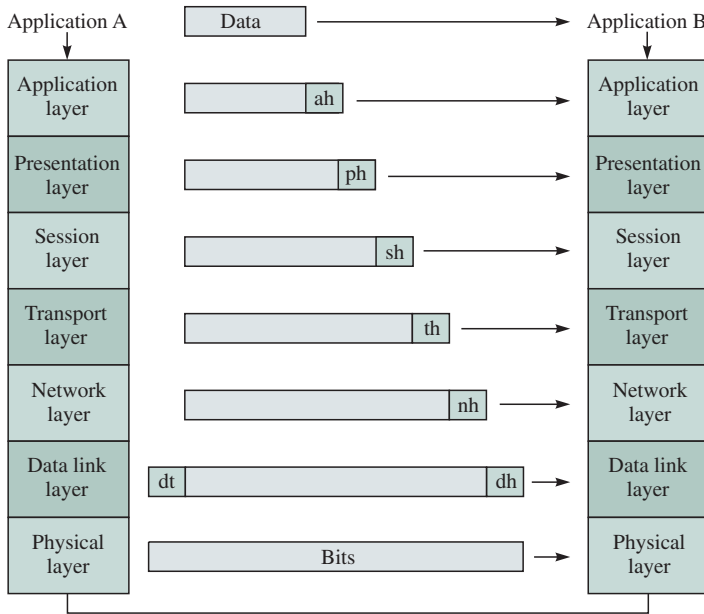 Application A
Data
Application B
Application
layer
ah
Application
layer
Presentation
layer
ph
Presentation
layer
Session
layer
sh
Session
layer
Transport
layer
th
Transport
layer
Network
layer
nh
Network
layer
Data link
layer
dt
dh
Data link
layer
Physical
layer
Bits
Physical
layer